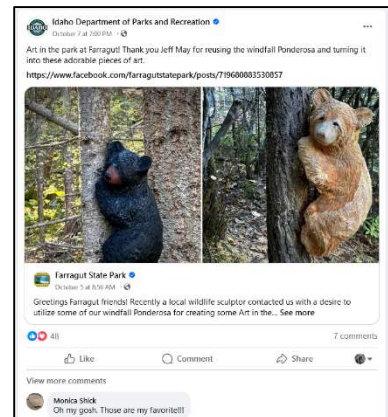 Idaho Department of Parks and Recreation
October 7 at 7:00 PM ·
Art in the park at Farragut! Thank you Jeff May for reusing the windfall Ponderosa and turning it
into these adorable pieces of art.
https://www.facebook.com/farragutstatepark/posts/719680883530857
Farragut State Park
October 5 at 8:56 AM ·
Greetings Farragut friends! Recently a local wildlife sculptor contacted us with a desire to
utilize some of our windfall Ponderosa for creating some Art in the... See more
48
7 comments
Like
Comment
Share
View more comments
Monica Shick
Oh my gosh. Those are my favorite!!!